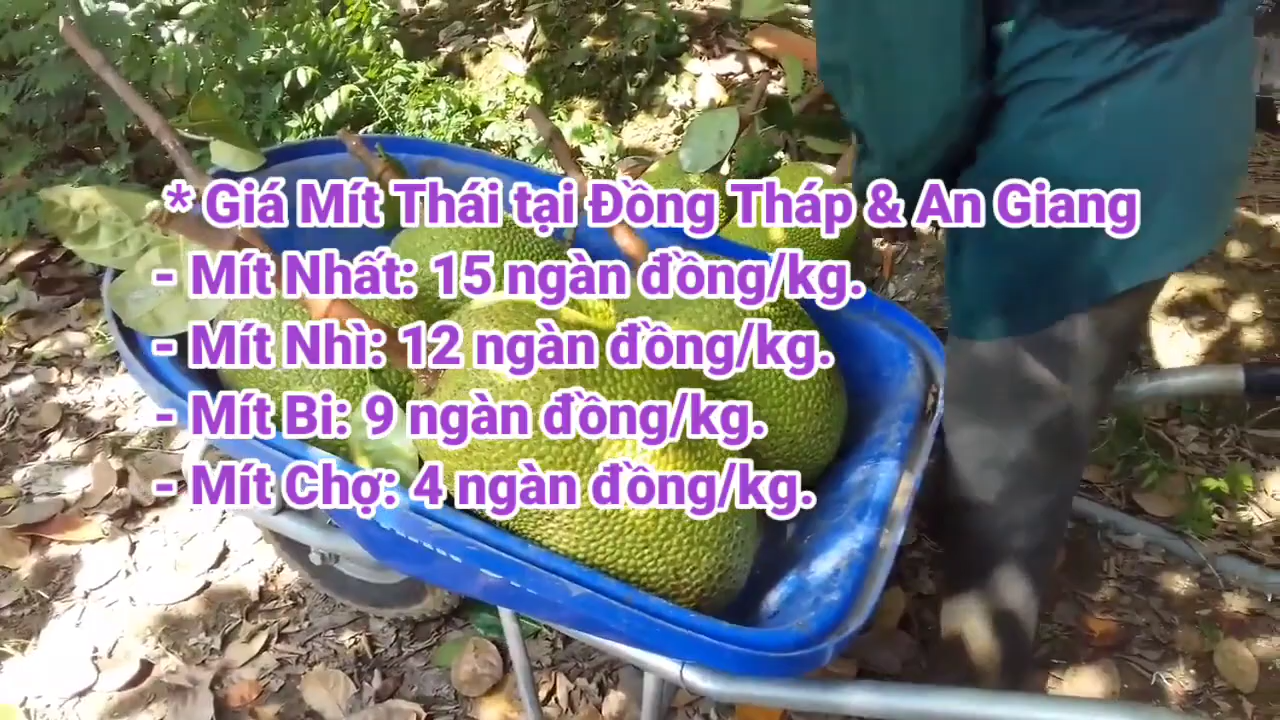 * Giá Mít Thái tại Đồng Tháp & An Giang
- Mít Nhất: 15 ngàn đồng/kg.
- Mít Nhì: 12 ngàn đồng/kg.
- Mít Bi: 9 ngàn đồng/kg.
- Mít Chợ: 4 ngàn đồng/kg.